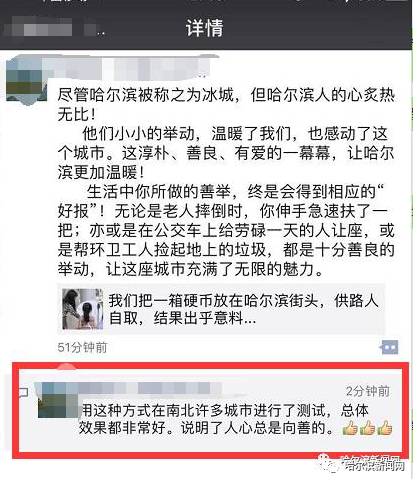 详情
尽管哈尔滨被称之为冰城，但哈尔滨人的心炙热
无比！
他们小小的举动，温暖了我们，也感动了这
个城市。这淳朴、善良、有爱的一幕幕，让哈尔
滨更加温暖！
生活中你所做的善举，终是会得到相应的“
好报”！无论是老人摔倒时，你伸手急速扶了一
把；亦或是在公交车上给劳碌一天的人让座，或
是帮环卫工人捡起地上的垃圾，都是十分善良的
举动，让这座城市充满了无限的魅力。
我们把一箱硬币放在哈尔滨街头，供路人
自取，结果出乎意料...
51分钟前
2分钟前
用这种方式在南北许多城市进行了测试，总体
效果都非常好。说明了人心总是向善的。👍👍👍
哈尔滨新闻网